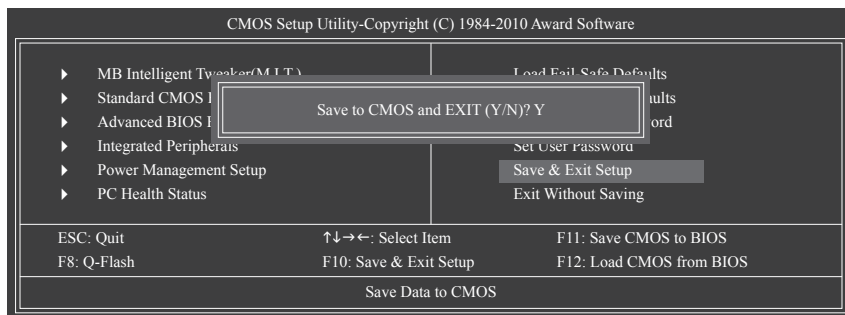 CMOS Setup Utility-Copyright (C) 1984-2010 Award Software
MB Intelligent Tweaker(M.I.T.)
Standard CMOS
Advanced BIOS
Integrated Peripherals
Power Management Setup
PC Health Status
Load Fail-Safe Defaults
Set User Password
Save & Exit Setup
Exit Without Saving
Save to CMOS and EXIT (Y/N)? Y
ESC: Quit
↑↓→←: Select Item
F11: Save CMOS to BIOS
F8: Q-Flash
F10: Save & Exit Setup
F12: Load CMOS from BIOS
Save Data to CMOS